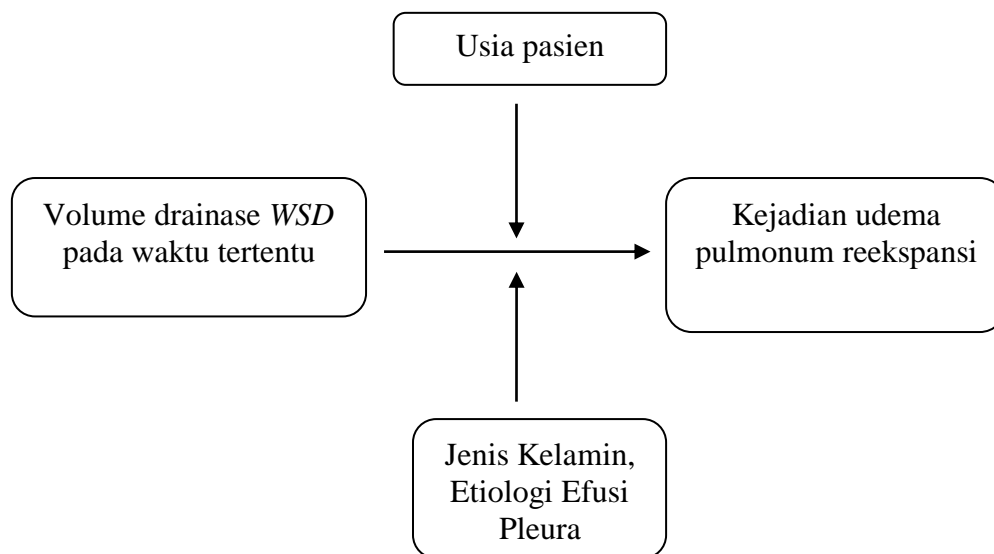 Usia pasien
Volume drainase WSD
pada waktu tertentu
Kejadian udema
pulmonum reekspansi
Jenis Kelamin,
Etiologi Efusi
Pleura